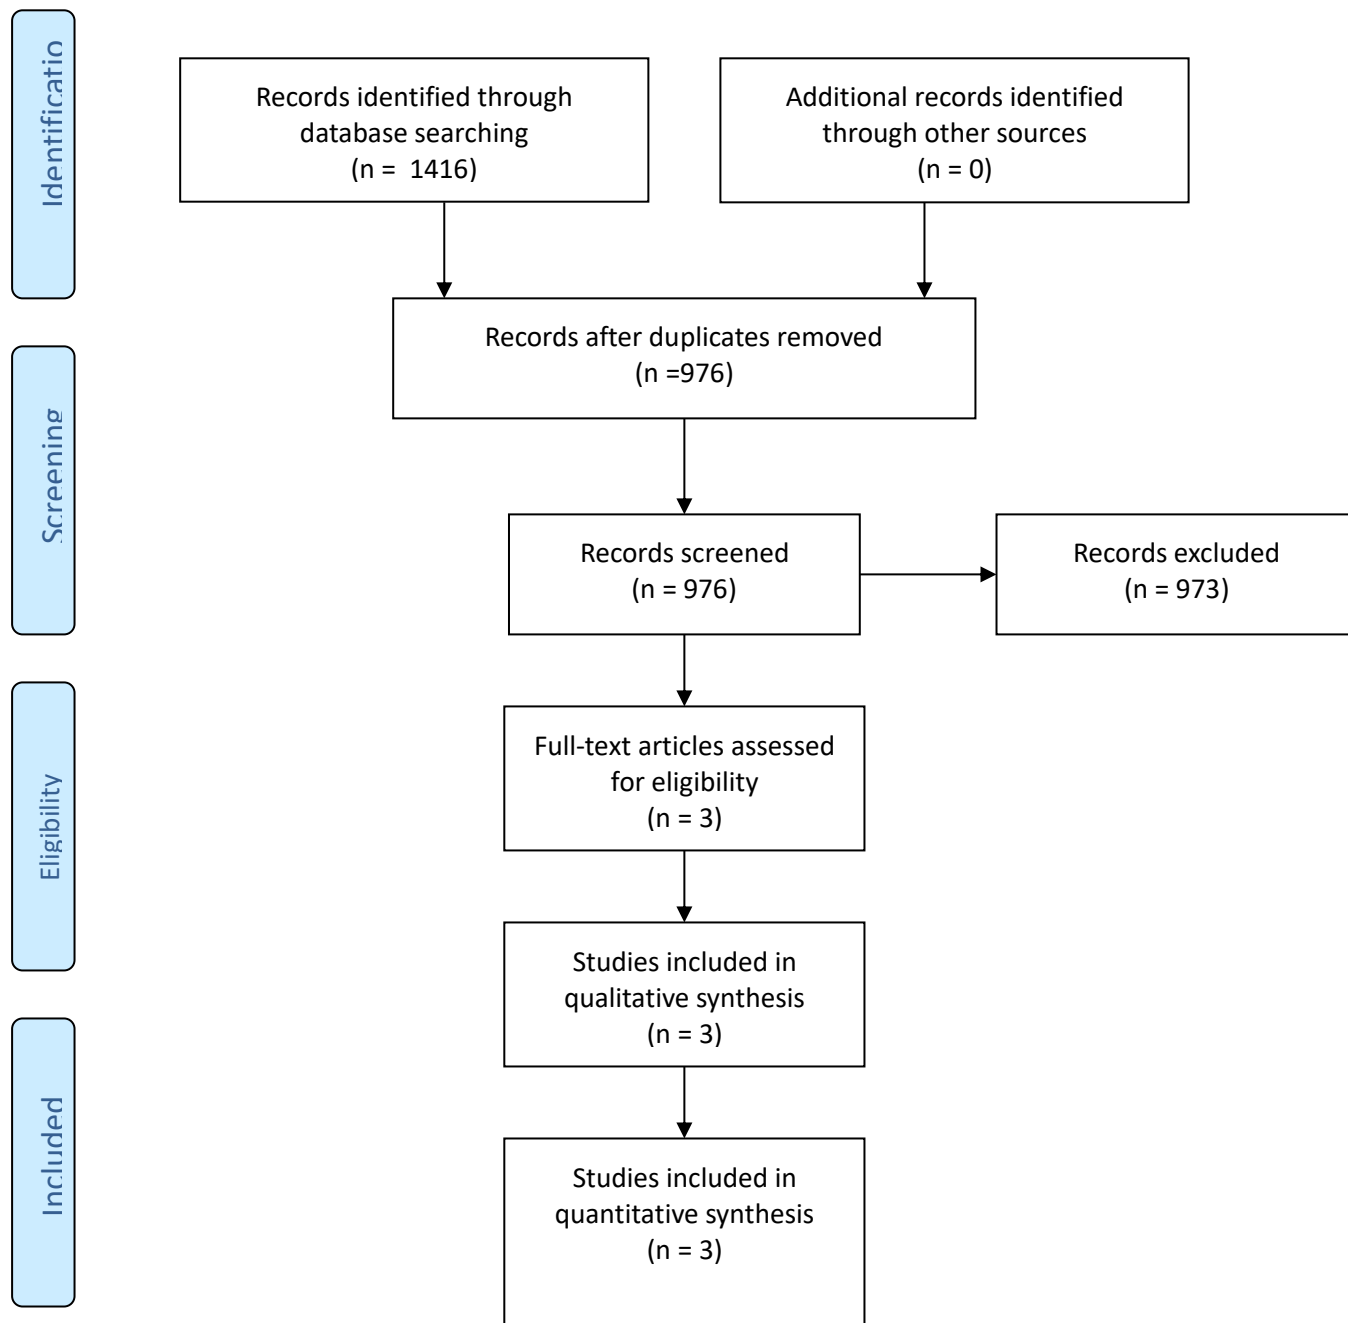 Identificatio
Records identified through
database searching
(n =  1416)
Additional records identified
through other sources
(n = 0)
Records after duplicates removed
(n =976)
Screening
Records screened
(n = 976)
Records excluded
(n = 973)
Eligibility
Full-text articles assessed
for eligibility
(n = 3)
Studies included in
qualitative synthesis
(n = 3)
Included
Studies included in
quantitative synthesis
(n = 3)